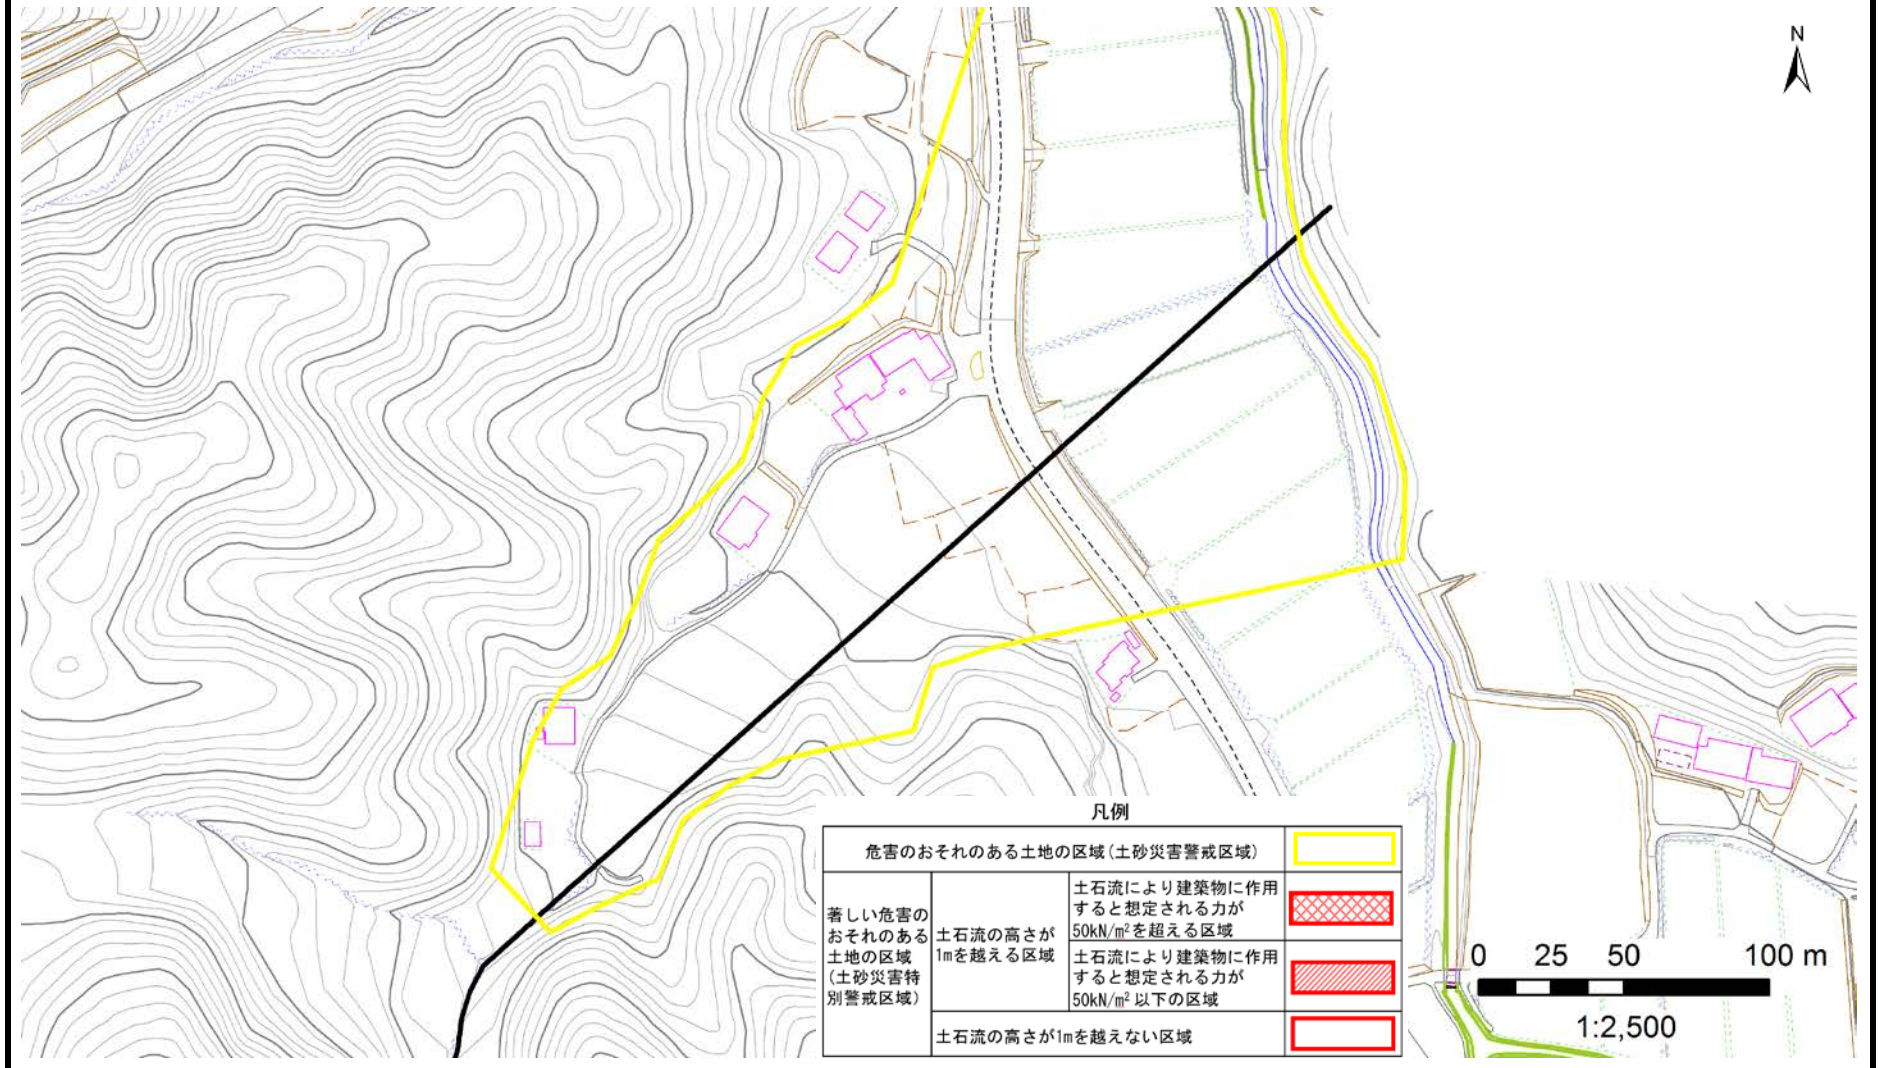 N
凡例
危害のおそれのある土地の区域(土砂災害警戒区域)
著しい危害の
おそれのある
土地の区域
(土砂災害特
別警戒区域)
土石流の高さが
1mを越える区域
土石流により建築物に作用
すると想定される力が
50kN/m²を超える区域
土石流により建築物に作用
すると想定される力が
50kN/m²以下の区域
土石流の高さが1mを越えない区域
0 25 50 100 m
1:2,500